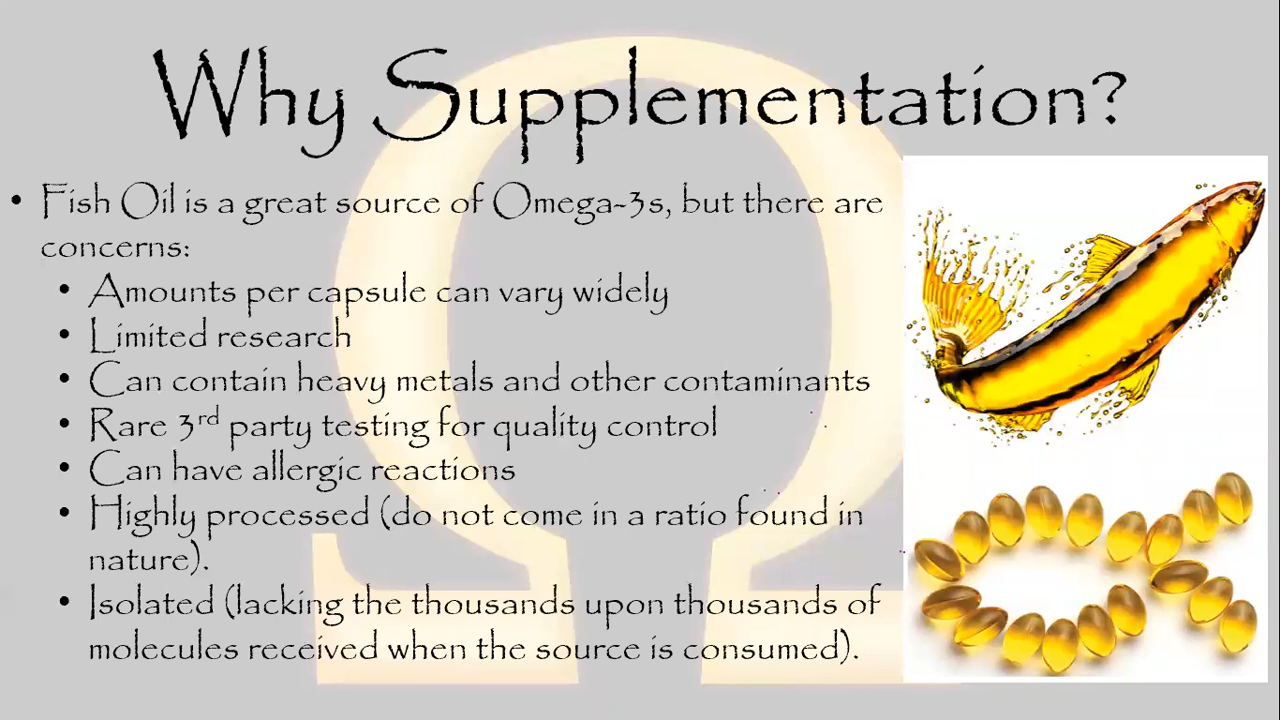 Why Supplementation?
• Fish Oil is a great source of Omega-3s, but there are
concerns:
• Amounts per capsule can vary widely
• Limited research
• Can contain heavy metals and other contaminants
• Rare 3rd party testing for quality control
• Can have allergic reactions
• Highly processed (do not come in a ratio found in
nature).
• Isolated (lacking the thousands upon thousands of
molecules received when the source is consumed).